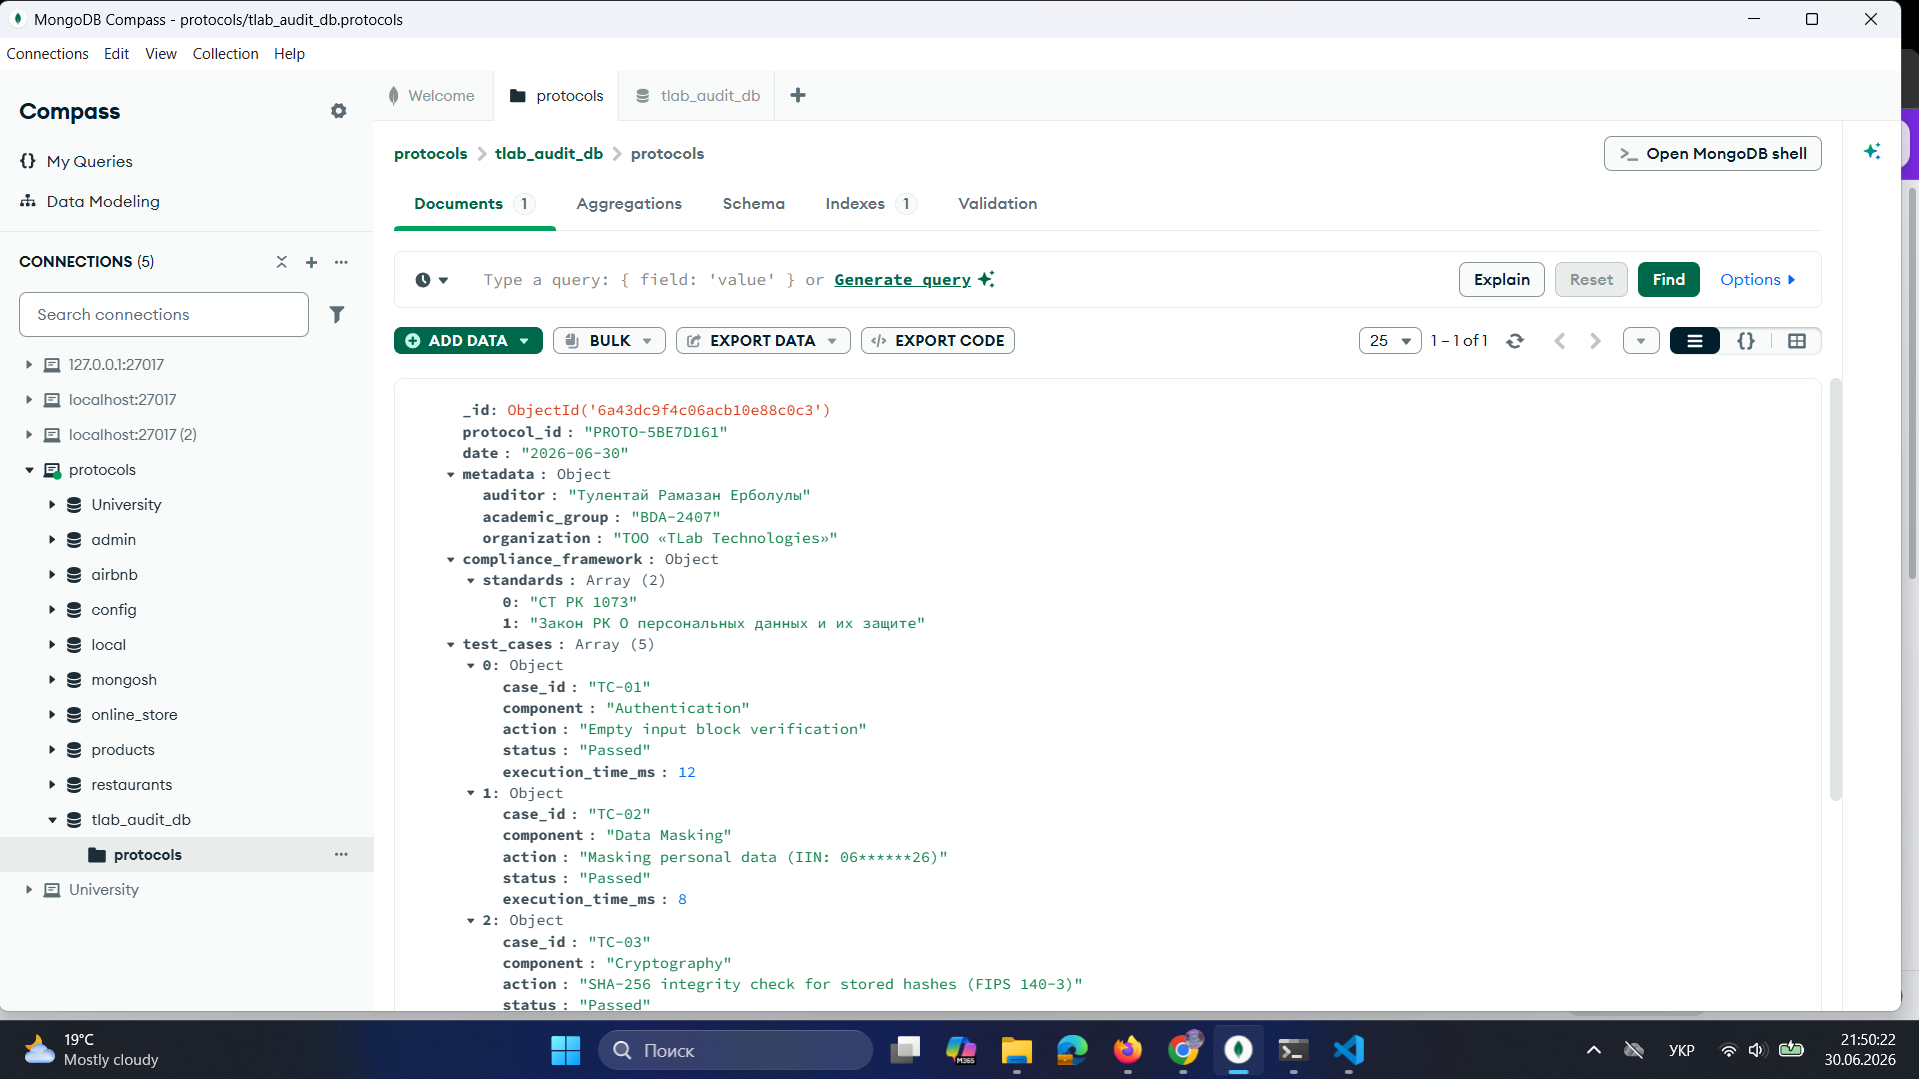 MongoDB Compass - protocols/tlab_audit_db.protocols
Connections Edit View Collection Help
Compass
My Queries
Data Modeling
CONNECTIONS (5)
Search connections
127.0.0.1:27017
localhost:27017
localhost:27017 (2)
protocols
University
admin
airbnb
config
local
mongosh
online_store
products
restaurants
tlab_audit_db
protocols
University
Welcome protocols tlab_audit_db
protocols > tlab_audit_db > protocols
>_ Open MongoDB shell
Documents 1 Aggregations Schema Indexes 1 Validation
Type a query: { field: 'value' } or Generate query
Explain Reset Find Options
ADD DATA BULK EXPORT DATA EXPORT CODE
25 1 – 1 of 1
_id: ObjectId('6a43dc9f4c06acb10e88c0c3')
protocol_id : "PROTO-5BE7D161"
date : "2026-06-30"
metadata : Object
auditor : "Тулентай Рамазан Ерболулы"
academic_group : "BDA-2407"
organization : "ТОО «TLab Technologies»"
compliance_framework : Object
standards : Array (2)
0: "СТ РК 1073"
1: "Закон РК О персональных данных и их защите"
test_cases : Array (5)
0: Object
case_id : "TC-01"
component : "Authentication"
action : "Empty input block verification"
status : "Passed"
execution_time_ms : 12
1: Object
case_id : "TC-02"
component : "Data Masking"
action : "Masking personal data (IIN: 06******26)"
status : "Passed"
execution_time_ms : 8
2: Object
case_id : "TC-03"
component : "Cryptography"
action : "SHA-256 integrity check for stored hashes (FIPS 140-3)"
status : "Passed"
19°C
Mostly cloudy
Поиск
M365
УКР
21:50:22
30.06.2026